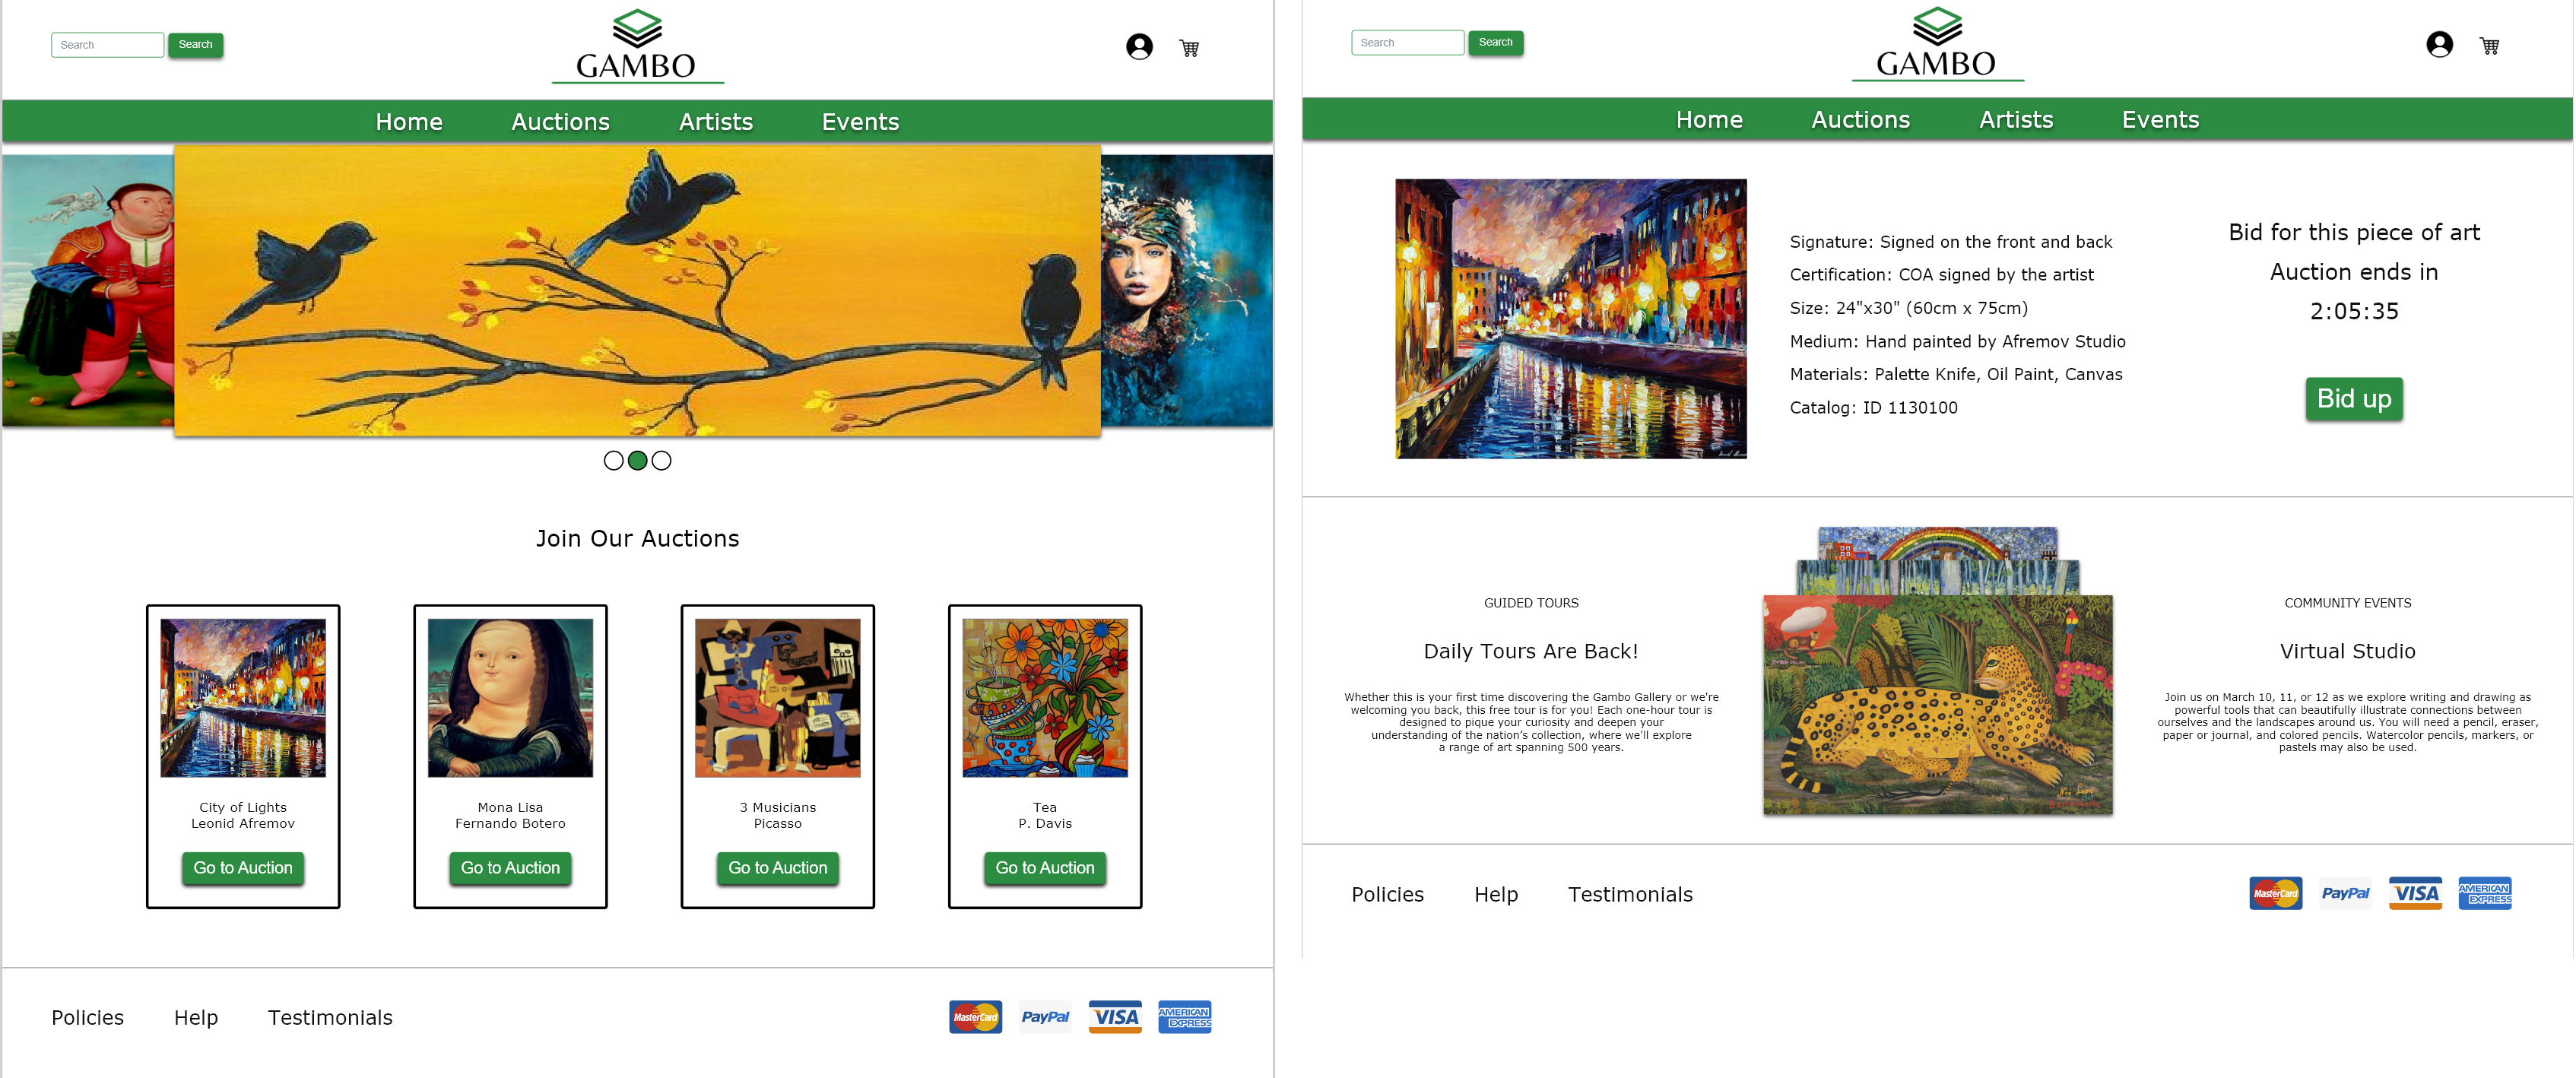 Search
Search
GAMBO
Home
Auctions
Artists
Events
Join Our Auctions
City of Lights
Leonid Afremov
Go to Auction
Mona Lisa
Fernando Botero
Go to Auction
3 Musicians
Picasso
Go to Auction
Tea
P. Davis
Go to Auction
Policies
Help
Testimonials
MasterCard
PayPal
VISA
AMERICAN
EXPRESS
Search
Search
GAMBO
Home
Auctions
Artists
Events
Signature: Signed on the front and back
Certification: COA signed by the artist
Size: 24"x30" (60cm x 75cm)
Medium: Hand painted by Afremov Studio
Materials: Palette Knife, Oil Paint, Canvas
Catalog: ID 1130100
Bid for this piece of art
Auction ends in
2:05:35
Bid up
GUIDED TOURS
Daily Tours Are Back!
Whether this is your first time discovering the Gambo Gallery or we're
welcoming you back, this free tour is for you! Each one-hour tour is
designed to pique your curiosity and deepen your
understanding of the nation's collection, where we'll explore
a range of art spanning 500 years.
COMMUNITY EVENTS
Virtual Studio
Join us on March 10, 11, or 12 as we explore writing and drawing as
powerful tools that can beautifully illustrate connections between
ourselves and the landscapes around us. You will need a pencil, eraser,
paper or journal, and colored pencils. Watercolor pencils, markers, or
pastels may also be used.
Policies
Help
Testimonials
MasterCard
PayPal
VISA
AMERICAN
EXPRESS